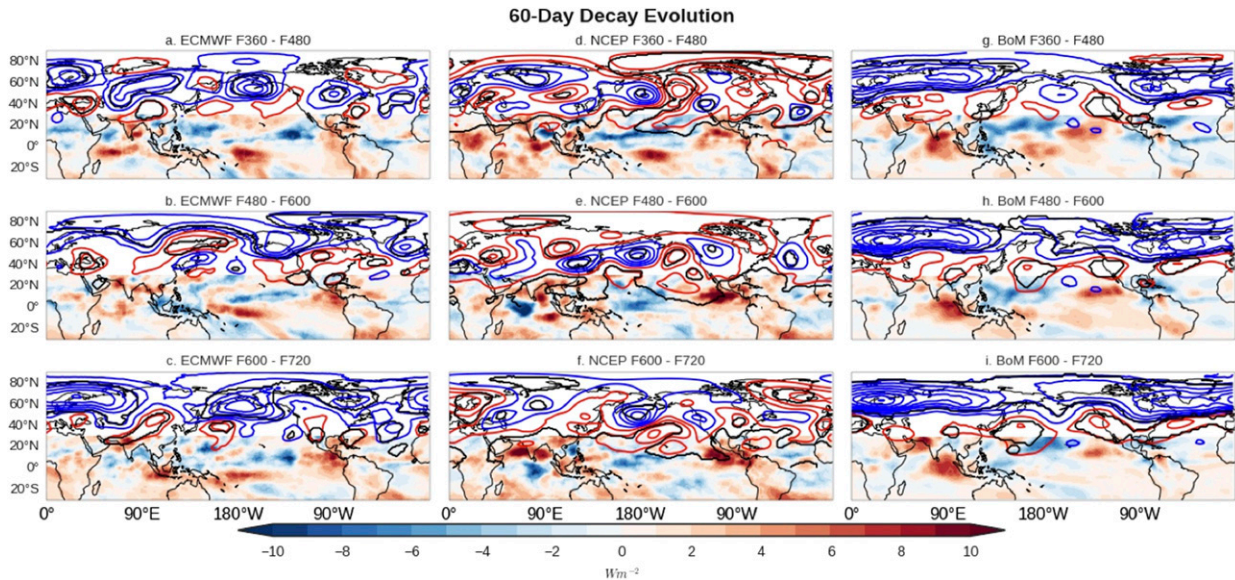 60-Day Decay Evolution
a. ECMWF F360 - F480
d. NCEP F360 - F480
g. BoM F360 - F480
80°N
60°N
40°N
20°N
0°
20°S
b. ECMWF F480 - F600
e. NCEP F480 - F600
h. BoM F480 - F600
80°N
60°N
40°N
20°N
0°
20°S
c. ECMWF F600 - F720
f. NCEP F600 - F720
i. BoM F600 - F720
80°N
60°N
40°N
20°N
0°
20°S
0° 90°E 180°W 90°W 0° 90°E 180°W 90°W 0° 90°E 180°W 90°W
−10 −8 −6 −4 −2 0 2 4 6 8 10
Wm⁻²